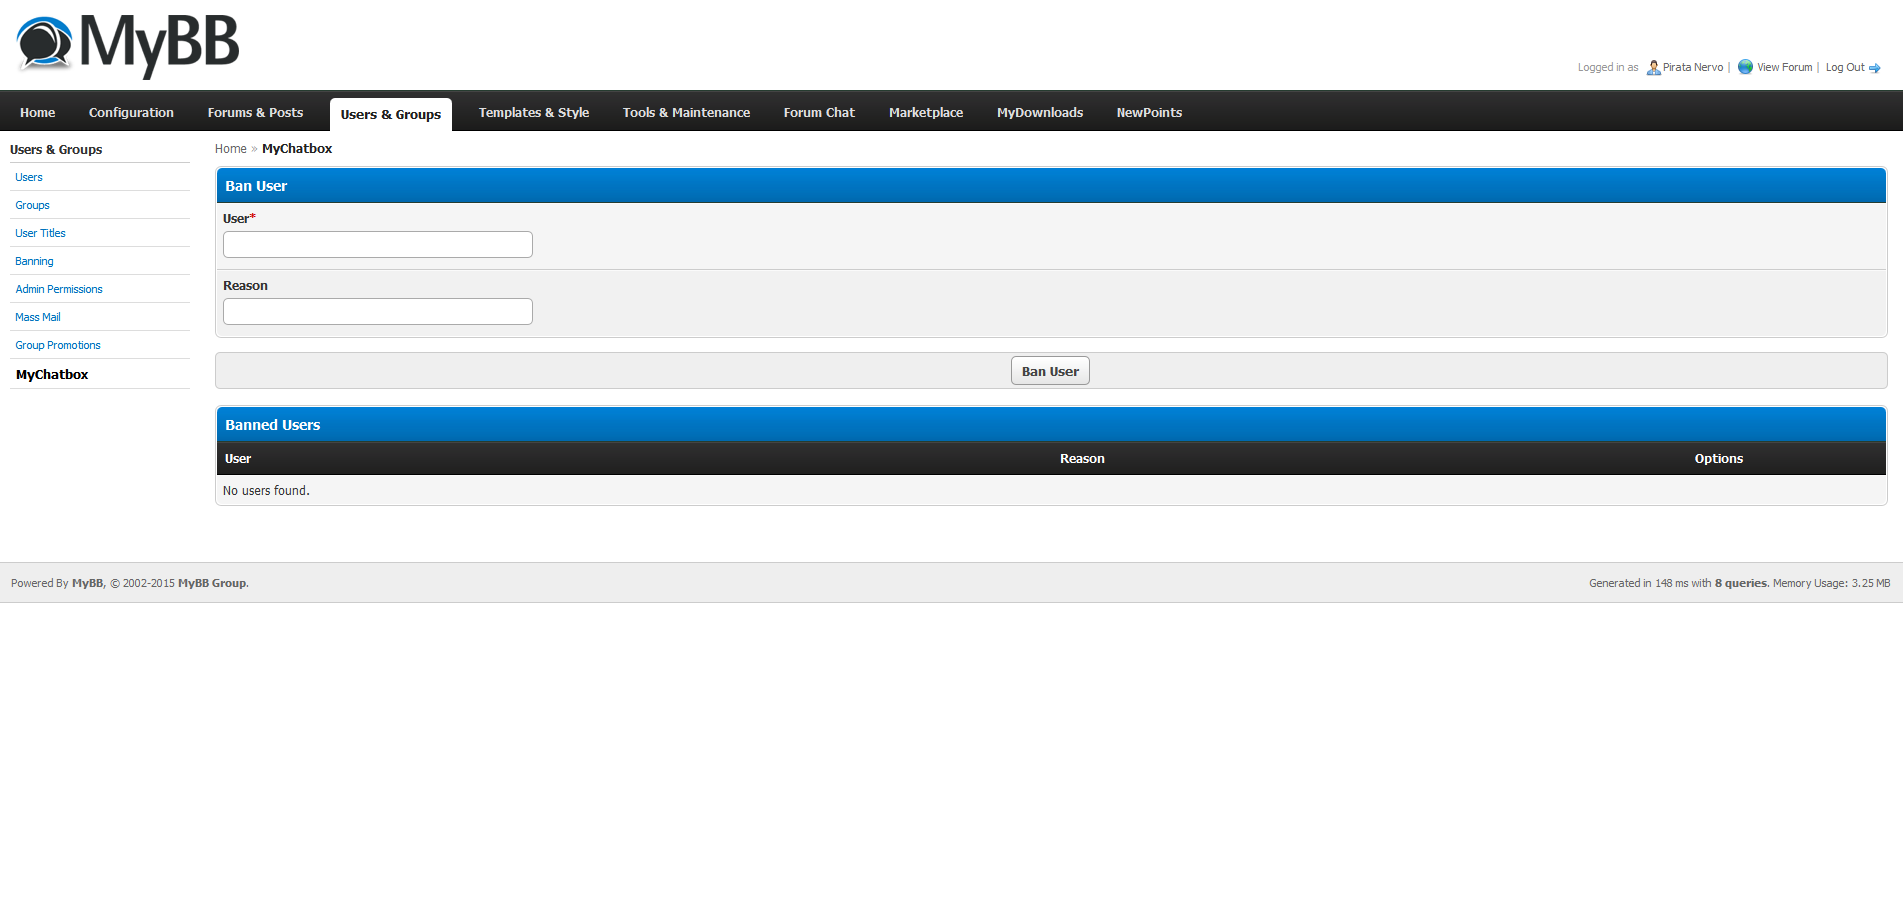 MyBB
Logged in as Pirata Nervo | View Forum | Log Out
Home Configuration Forums & Posts Users & Groups Templates & Style Tools & Maintenance Forum Chat Marketplace MyDownloads NewPoints
Users & Groups
Users
Groups
User Titles
Banning
Admin Permissions
Mass Mail
Group Promotions
MyChatbox
Home » MyChatbox
Ban User
User*
Reason
Ban User
Banned Users
User Reason Options
No users found.
Powered By MyBB, © 2002-2015 MyBB Group.
Generated in 148 ms with 8 queries. Memory Usage: 3.25 MB